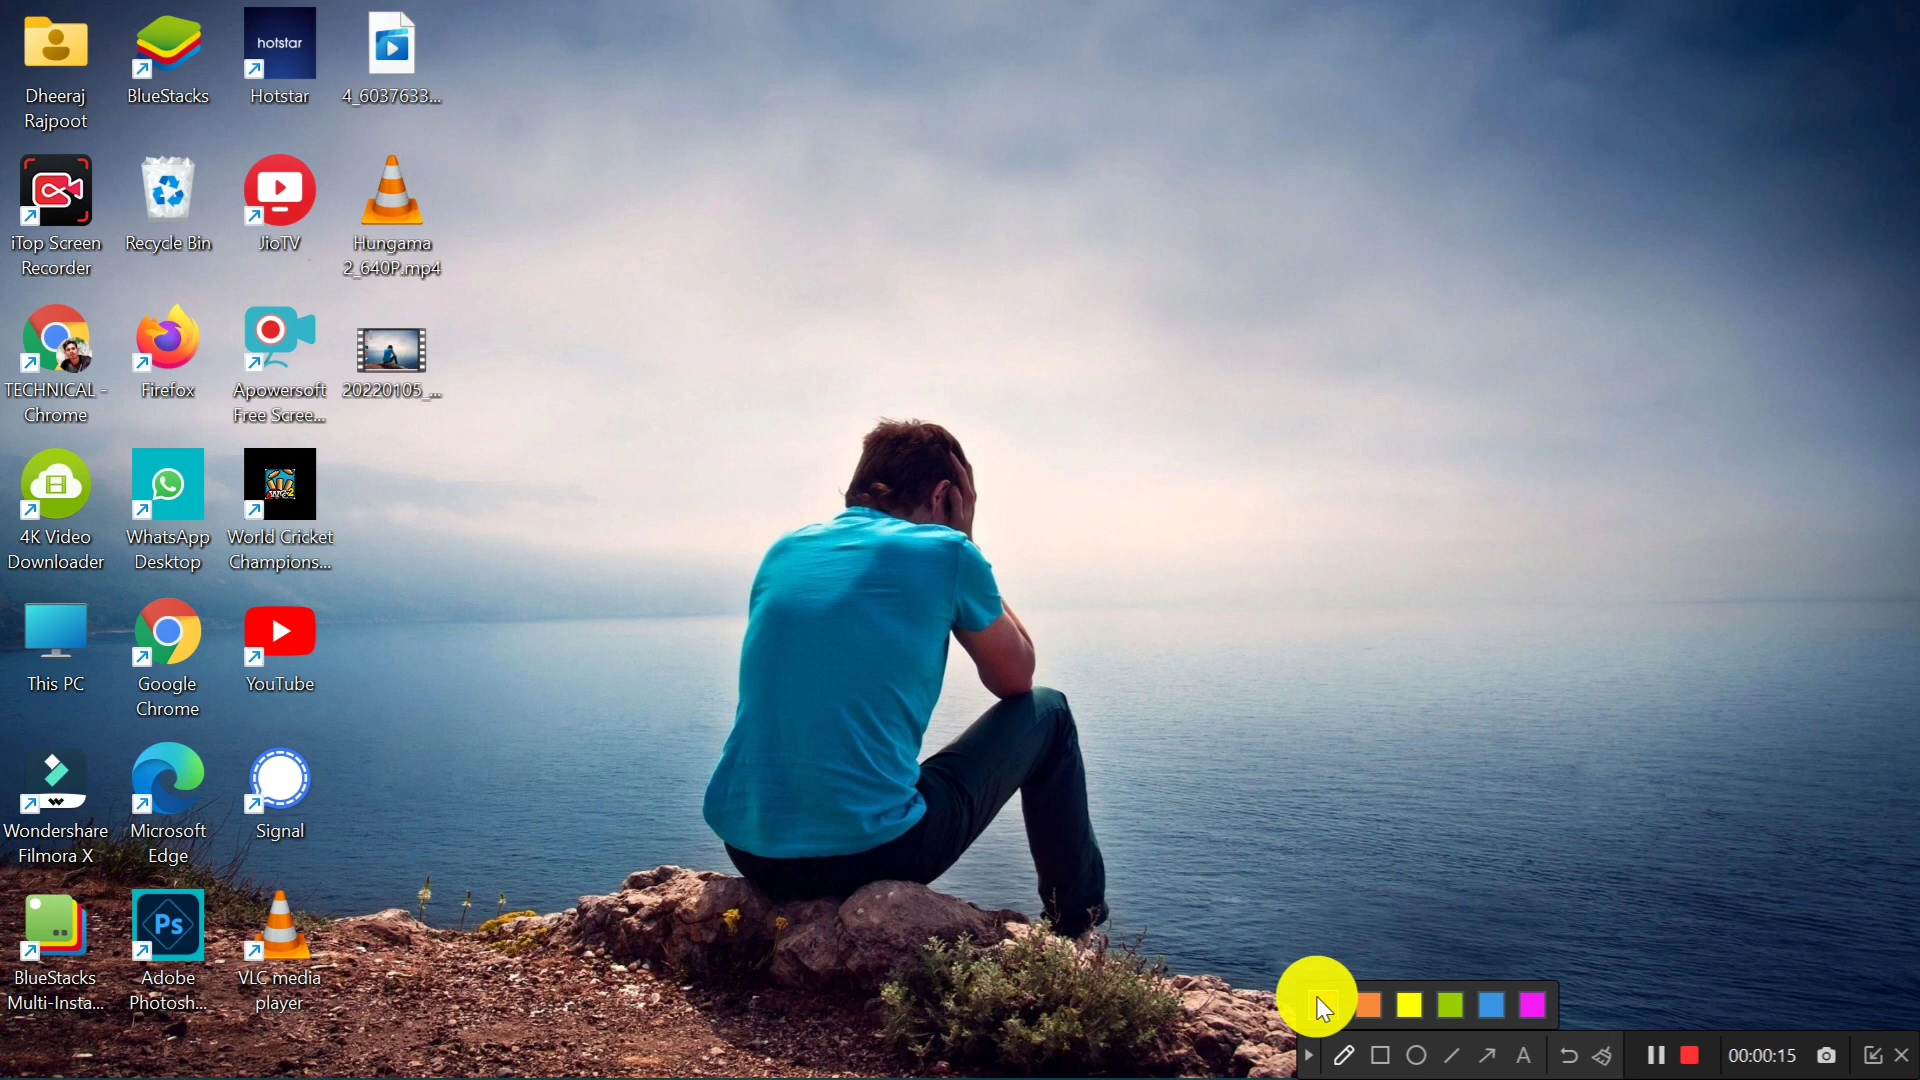 Dheeraj
Rajpoot
BlueStacks
hotstar
Hotstar
4_6037633...
iTop Screen
Recorder
Recycle Bin
JioTV
Hungama
2_640P.mp4
TECHNICAL -
Chrome
Firefox
Apowersoft
Free Scree...
20220105_...
4K Video
Downloader
WhatsApp
Desktop
World Cricket
Champions...
This PC
Google
Chrome
YouTube
Wondershare
Filmora X
Microsoft
Edge
Signal
BlueStacks
Multi-Insta...
Ps
Adobe
Photosh...
VLC media
player
A
00:00:15